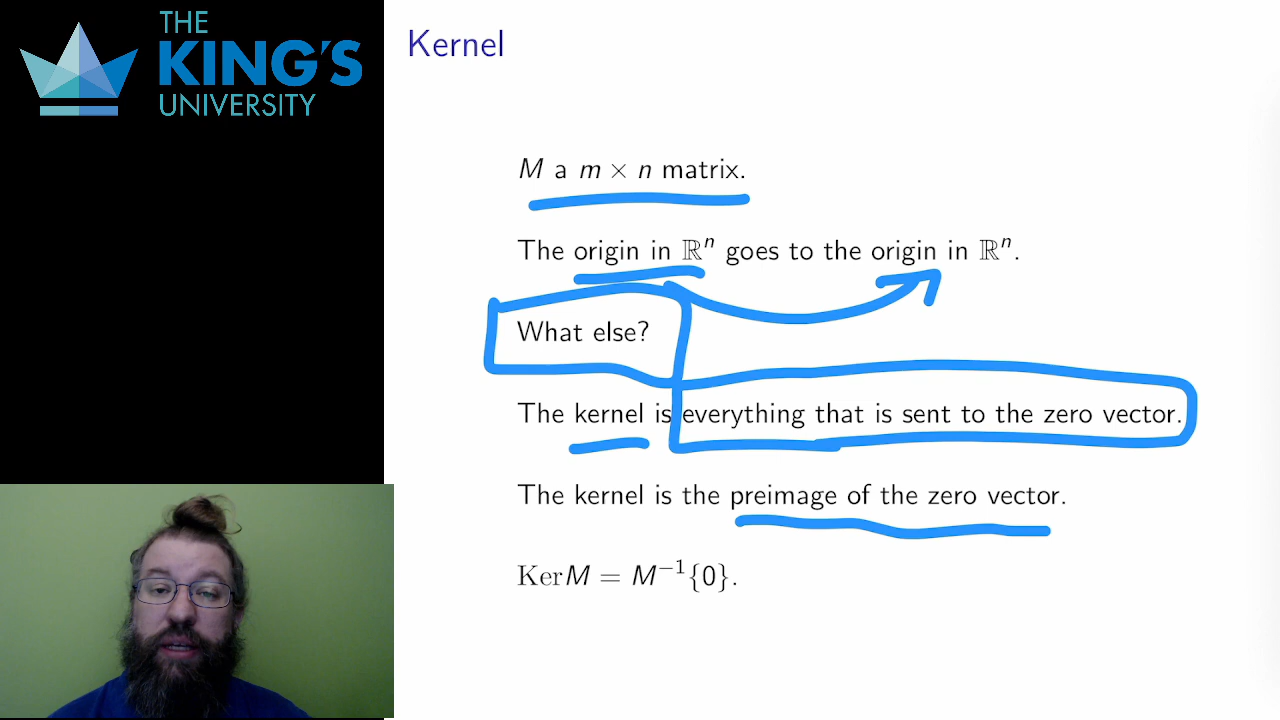 THE
KING'S
UNIVERSITY
Kernel
M a m × n matrix.
The origin in ℝⁿ goes to the origin in ℝⁿ.
What else?
The kernel is everything that is sent to the zero vector.
The kernel is the preimage of the zero vector.
KerM = M⁻¹{0}.